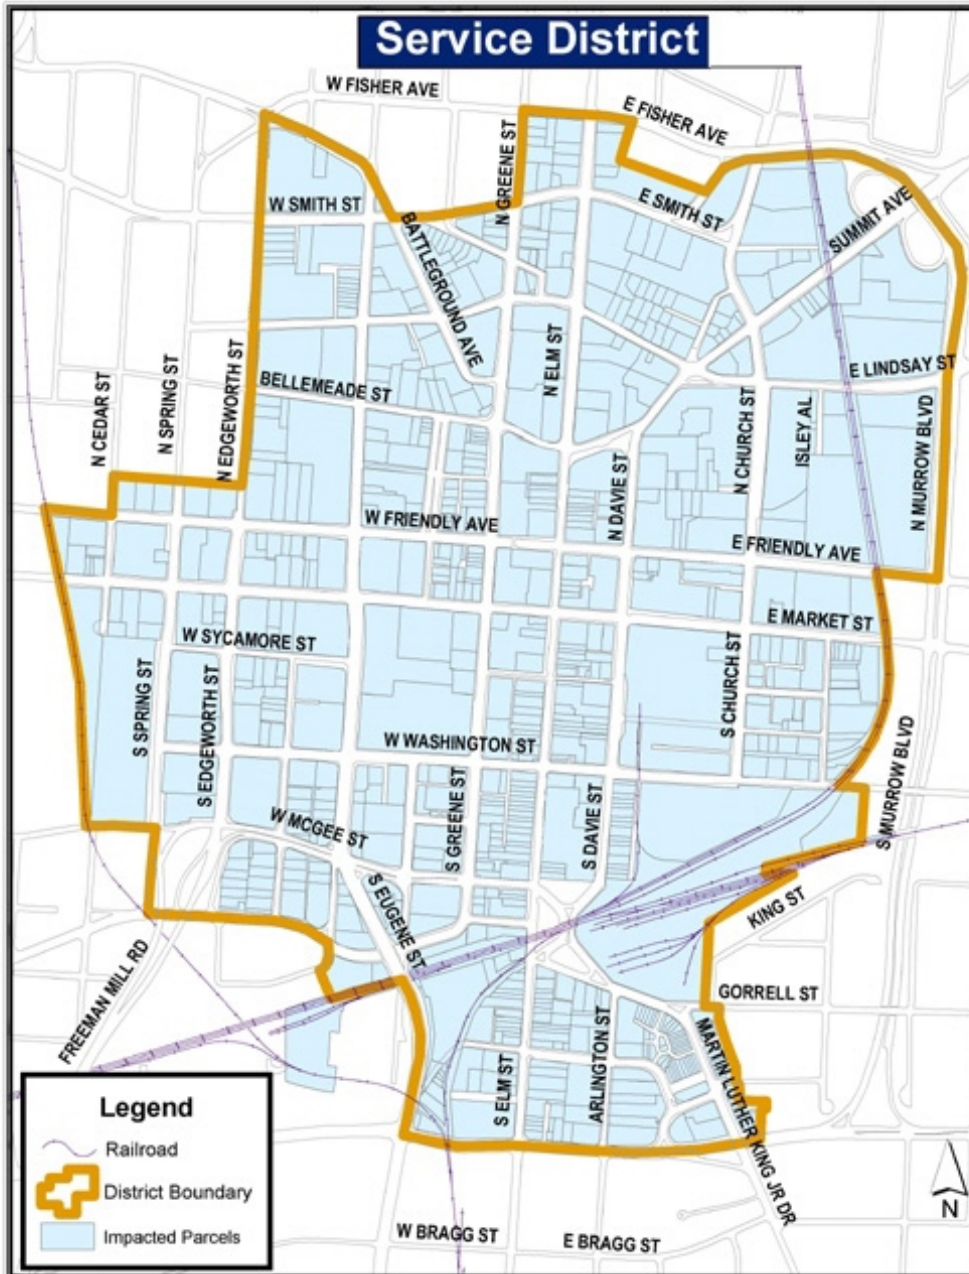 Service District
W FISHER AVE
E FISHER AVE
N GREENE ST
W SMITH ST
E SMITH ST
BATTLEGROUND AVE
SUMMIT AVE
N ELM ST
E LINDSAY ST
BELLEMEADE ST
N CEDAR ST
N SPRING ST
N EDGEWORTH ST
N CHURCH ST
ISLEY AL
N MURROW BLVD
N DAVIE ST
W FRIENDLY AVE
E FRIENDLY AVE
E MARKET ST
W SYCAMORE ST
S SPRING ST
S EDGEWORTH ST
S CHURCH ST
W WASHINGTON ST
S MURROW BLVD
W MCGEE ST
S GREENE ST
S DAVIE ST
S EUGENE ST
KING ST
FREEMAN MILL RD
GORRELL ST
S ELM ST
ARLINGTON ST
MARTIN LUTHER KING JR DR
W BRAGG ST
E BRAGG ST
Legend
Railroad
District Boundary
Impacted Parcels
N